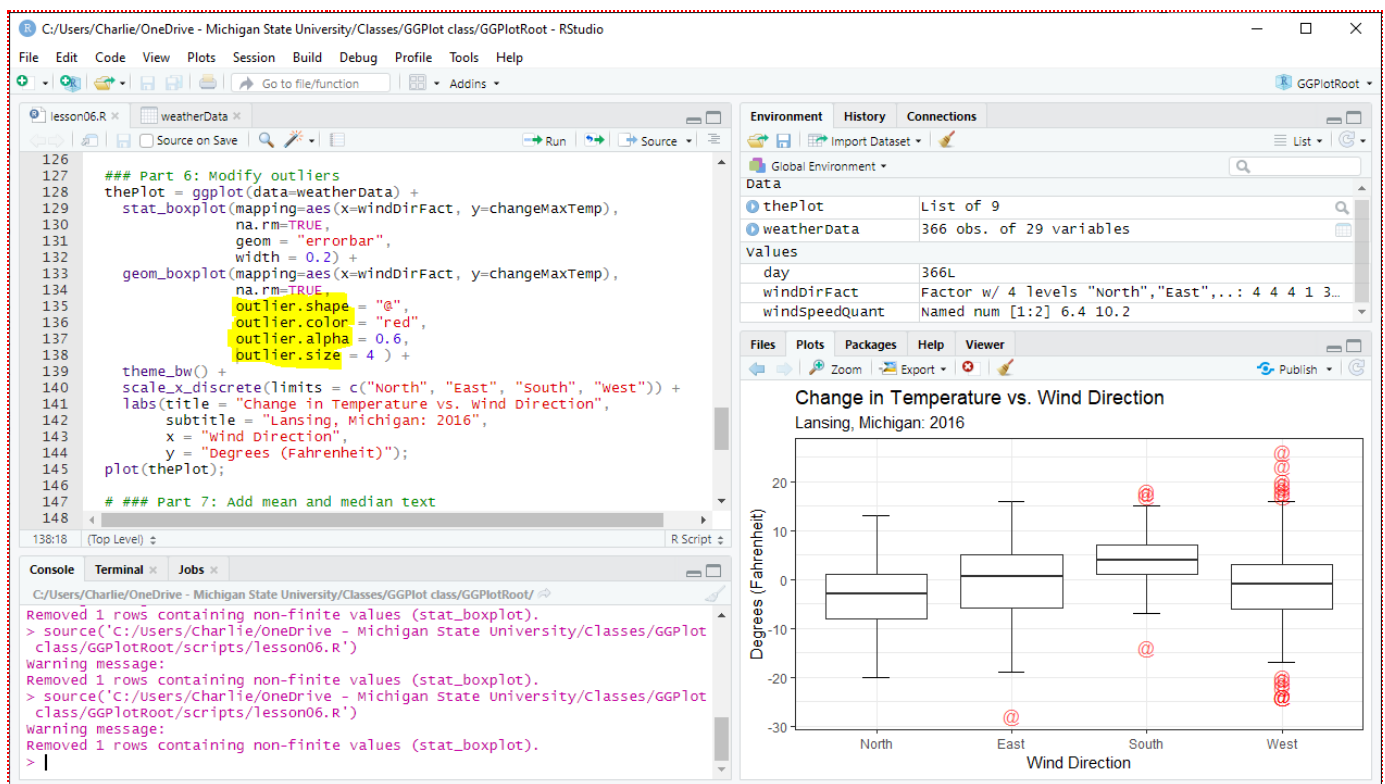 C:/Users/Charlie/OneDrive - Michigan State University/Classes/GGPlot class/GGPlotRoot - RStudio
File Edit Code View Plots Session Build Debug Profile Tools Help
Go to file/function Addins GGPlotRoot
lesson06.R weatherData
Source on Save Run Source
126
127 ### Part 6: Modify outliers
128 thePlot = ggplot(data=weatherData) +
129 stat_boxplot(mapping=aes(x=windDirFact, y=changeMaxTemp),
130 na.rm=TRUE,
131 geom = "errorbar",
132 width = 0.2) +
133 geom_boxplot(mapping=aes(x=windDirFact, y=changeMaxTemp),
134 na.rm=TRUE,
135 outlier.shape = "@",
136 outlier.color = "red",
137 outlier.alpha = 0.6,
138 outlier.size = 4 ) +
139 theme_bw() +
140 scale_x_discrete(limits = c("North", "East", "South", "West")) +
141 labs(title = "Change in Temperature vs. Wind Direction",
142 subtitle = "Lansing, Michigan: 2016",
143 x = "Wind Direction",
144 y = "Degrees (Fahrenheit)");
145 plot(thePlot);
146
147 # ### Part 7: Add mean and median text
148
138:18 (Top Level) R Script
Console Terminal Jobs
C:/Users/Charlie/OneDrive - Michigan State University/Classes/GGPlot class/GGPlotRoot/
Removed 1 rows containing non-finite values (stat_boxplot).
> source('C:/Users/Charlie/OneDrive - Michigan State University/Classes/GGPlot
class/GGPlotRoot/scripts/lesson06.R')
Warning message:
Removed 1 rows containing non-finite values (stat_boxplot).
> source('C:/Users/Charlie/OneDrive - Michigan State University/Classes/GGPlot
class/GGPlotRoot/scripts/lesson06.R')
Warning message:
Removed 1 rows containing non-finite values (stat_boxplot).
>
Environment History Connections
Import Dataset List
Global Environment
Data
thePlot List of 9
weatherData 366 obs. of 29 variables
Values
day 366L
windDirFact Factor w/ 4 levels "North","East",..: 4 4 4 1 3…
windSpeedQuant Named num [1:2] 6.4 10.2
Files Plots Packages Help Viewer
Zoom Export Publish
Change in Temperature vs. Wind Direction
Lansing, Michigan: 2016
Degrees (Fahrenheit)
20
10
0
-10
-20
-30
North East South West
Wind Direction